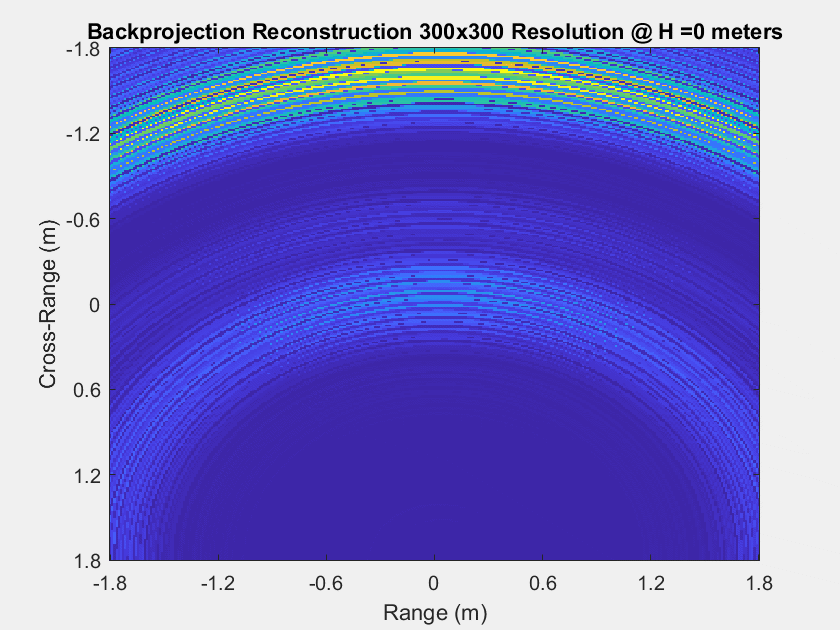 Backprojection Reconstruction 300x300 Resolution @ H =0 meters
-1.8
-1.2
-0.6
0
0.6
1.2
1.8
Cross-Range (m)
-1.8 -1.2 -0.6 0 0.6 1.2 1.8
Range (m)